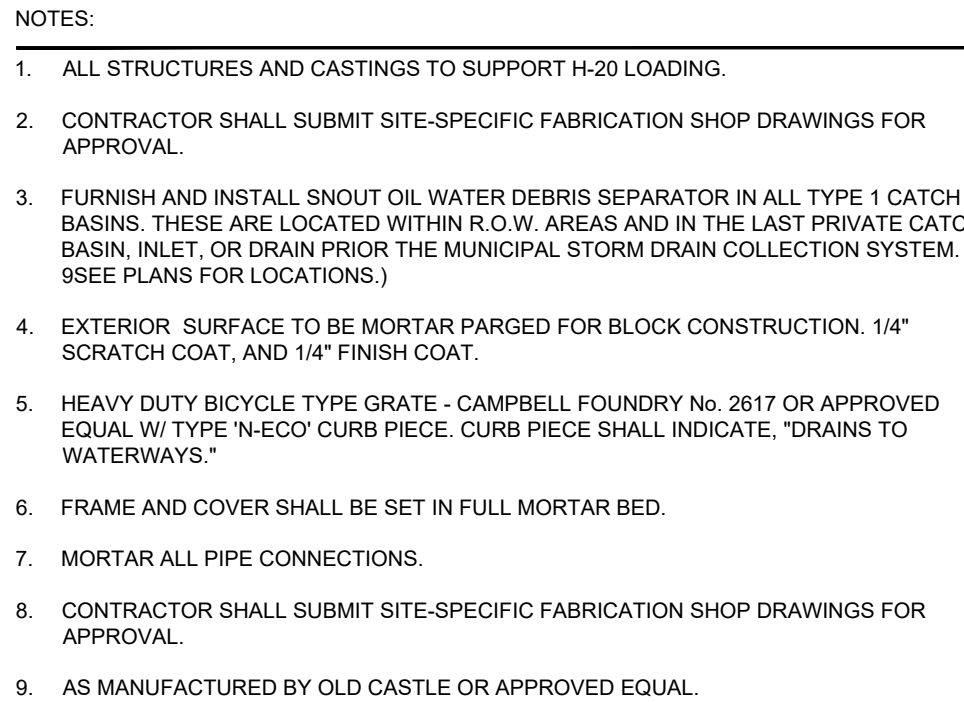 NOTES:
1. ALL STRUCTURES AND CASTINGS TO SUPPORT H-20 LOADING.
2. CONTRACTOR SHALL SUBMIT SITE-SPECIFIC FABRICATION SHOP DRAWINGS FOR
APPROVAL.
3. FURNISH AND INSTALL SNOUT OIL WATER DEBRIS SEPARATOR IN ALL TYPE 1 CATCH
BASINS. THESE ARE LOCATED WITHIN R.O.W. AREAS AND IN THE LAST PRIVATE CATC
BASIN, INLET, OR DRAIN PRIOR THE MUNICIPAL STORM DRAIN COLLECTION SYSTEM.
9SEE PLANS FOR LOCATIONS.)
4. EXTERIOR SURFACE TO BE MORTAR PARGED FOR BLOCK CONSTRUCTION. 1/4"
SCRATCH COAT, AND 1/4" FINISH COAT.
5. HEAVY DUTY BICYCLE TYPE GRATE - CAMPBELL FOUNDRY No. 2617 OR APPROVED
EQUAL W/ TYPE 'N-ECO' CURB PIECE. CURB PIECE SHALL INDICATE, "DRAINS TO
WATERWAYS."
6. FRAME AND COVER SHALL BE SET IN FULL MORTAR BED.
7. MORTAR ALL PIPE CONNECTIONS.
8. CONTRACTOR SHALL SUBMIT SITE-SPECIFIC FABRICATION SHOP DRAWINGS FOR
APPROVAL.
9. AS MANUFACTURED BY OLD CASTLE OR APPROVED EQUAL.